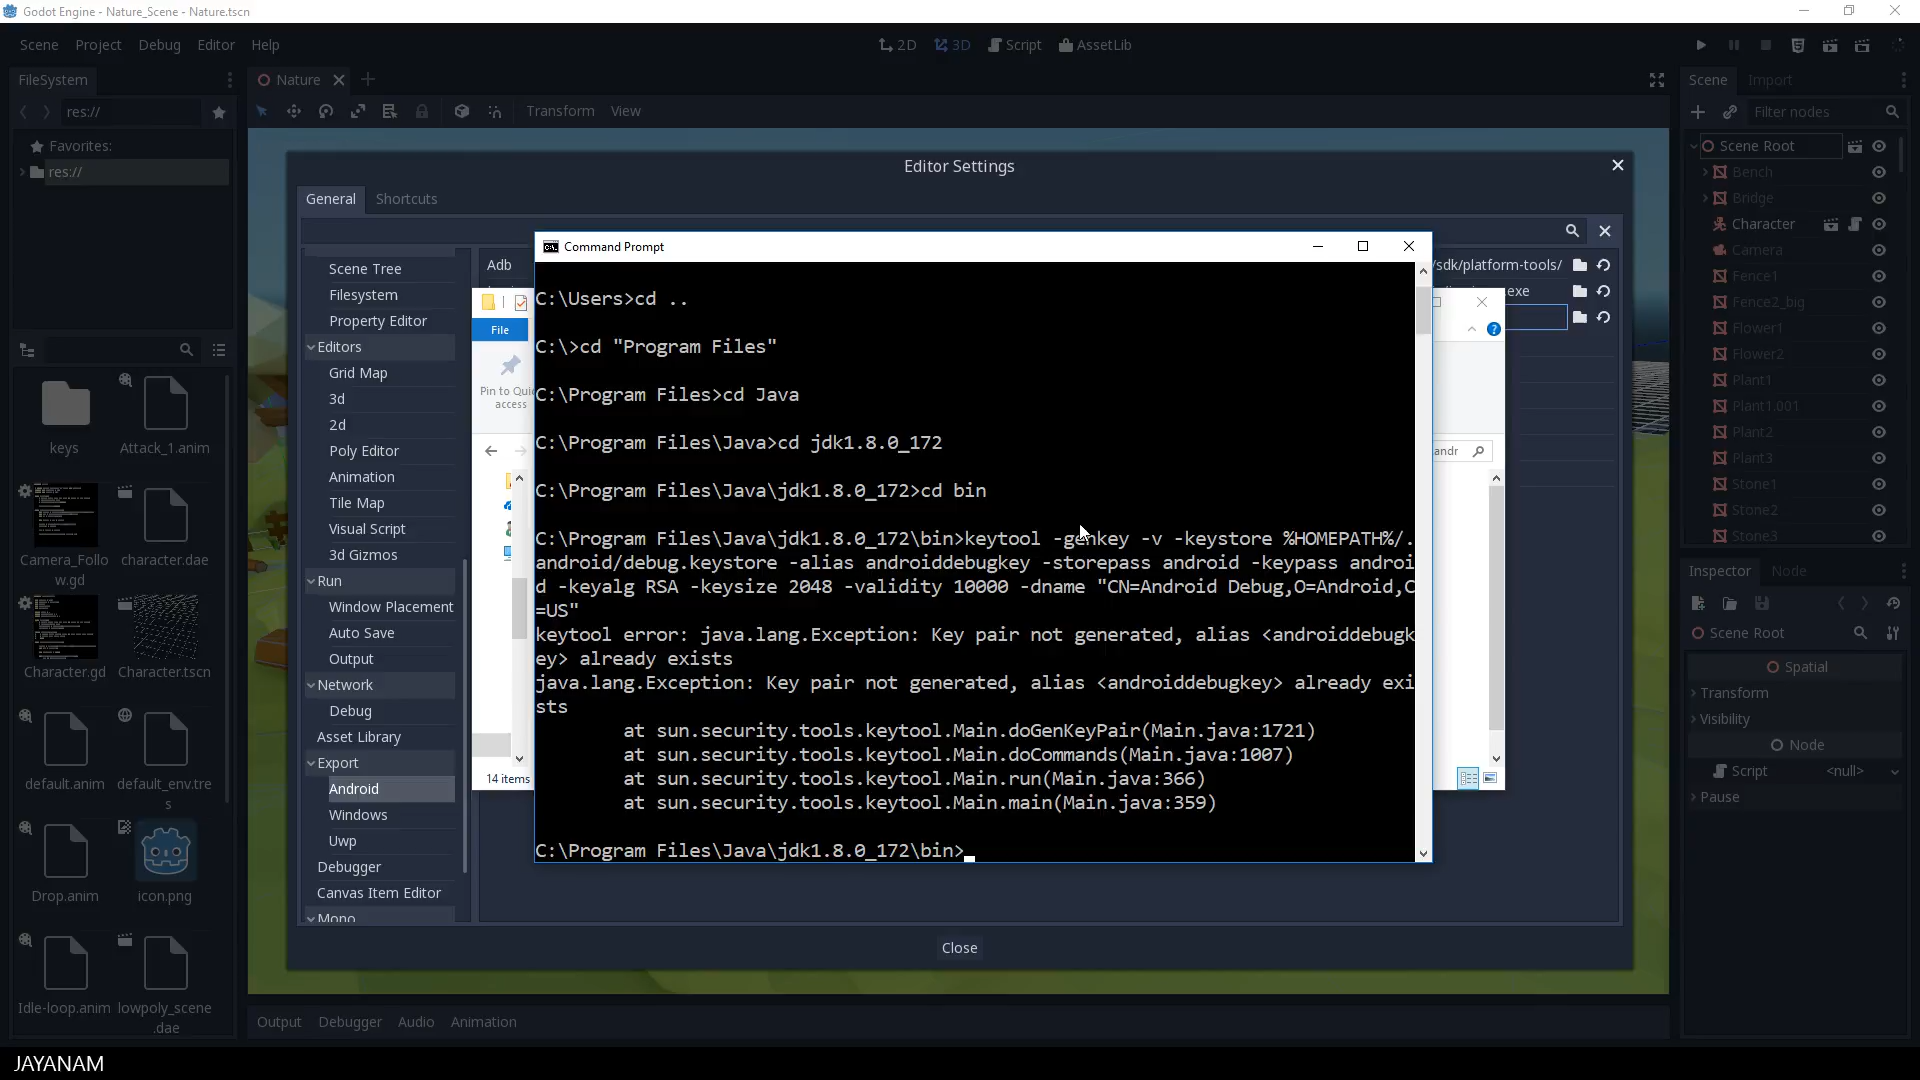 Godot Engine - Nature_Scene - Nature.tscn
Scene Project Debug Editor Help
2D 3D Script AssetLib
FileSystem
res://
Favorites:
res://
keys
Attack_1.anim
Camera_Follo
w.gd
character.dae
Character.gd
Character.tscn
default.anim
default_env.tre
s
Drop.anim
icon.png
Idle-loop.anim
lowpoly_scene
.dae
Nature
Transform View
Editor Settings
General Shortcuts
Scene Tree
Filesystem
Property Editor
Editors
Grid Map
3d
2d
Poly Editor
Animation
Tile Map
Visual Script
3d Gizmos
Run
Window Placement
Auto Save
Output
Network
Debug
Asset Library
Export
Android
Windows
Uwp
Debugger
Canvas Item Editor
Mono
Adb
/sdk/platform-tools/
.exe
File
Pin to Quic
access
andr
14 items
Command Prompt
C:\Users>cd ..
C:\>cd "Program Files"
C:\Program Files>cd Java
C:\Program Files\Java>cd jdk1.8.0_172
C:\Program Files\Java\jdk1.8.0_172>cd bin
C:\Program Files\Java\jdk1.8.0_172\bin>keytool -genkey -v -keystore %HOMEPATH%/.
android/debug.keystore -alias androiddebugkey -storepass android -keypass androi
d -keyalg RSA -keysize 2048 -validity 10000 -dname "CN=Android Debug,O=Android,C
=US"
keytool error: java.lang.Exception: Key pair not generated, alias <androiddebugk
ey> already exists
java.lang.Exception: Key pair not generated, alias <androiddebugkey> already exi
sts
at sun.security.tools.keytool.Main.doGenKeyPair(Main.java:1721)
at sun.security.tools.keytool.Main.doCommands(Main.java:1007)
at sun.security.tools.keytool.Main.run(Main.java:366)
at sun.security.tools.keytool.Main.main(Main.java:359)
C:\Program Files\Java\jdk1.8.0_172\bin>
Close
Output Debugger Audio Animation
Scene Import
Filter nodes
Scene Root
Bench
Bridge
Character
Camera
Fence1
Fence2_big
Flower1
Flower2
Plant1
Plant1.001
Plant2
Plant3
Stone1
Stone2
Stone3
Inspector Node
Scene Root
Spatial
Transform
Visibility
Node
Script <null>
Pause
JAYANAM